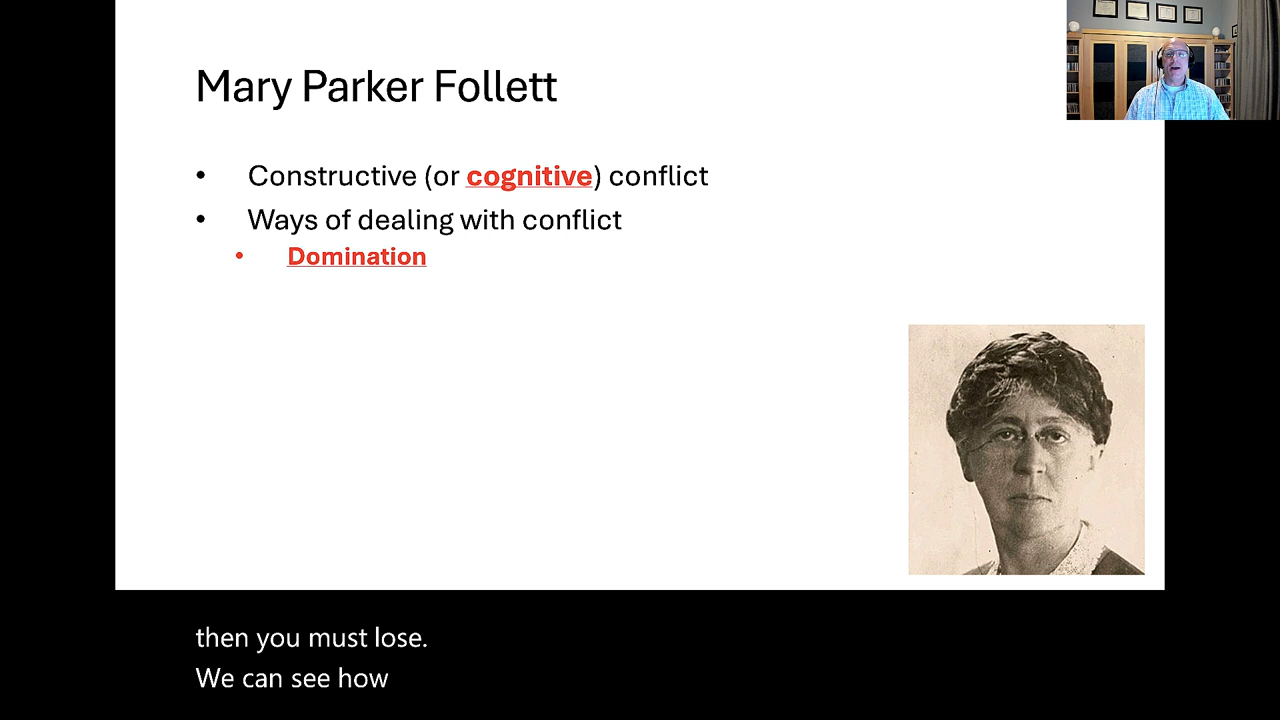 Mary Parker Follett
• Constructive (or cognitive) conflict
• Ways of dealing with conflict
• Domination
then you must lose.
We can see how